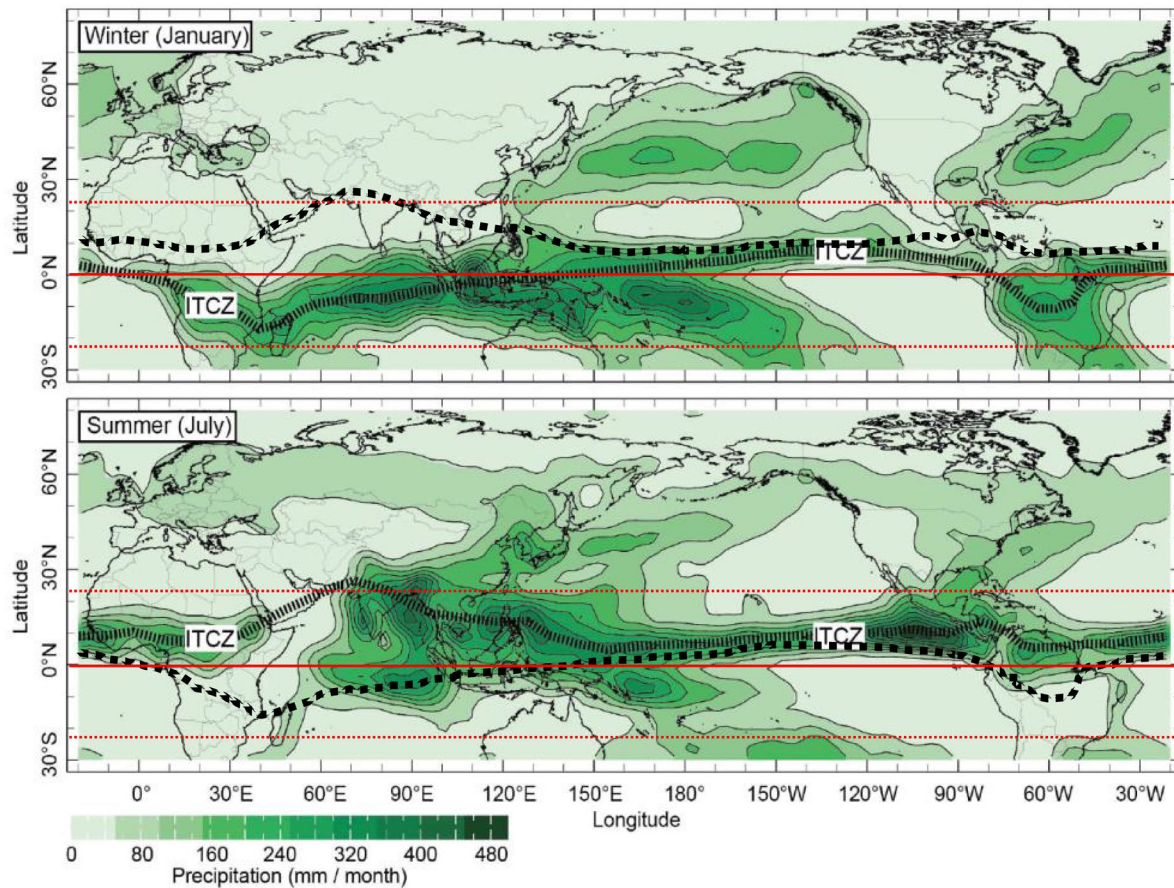 Winter (January)
60°N
30°N
0°N
30°S
Latitude
ITCZ
ITCZ
Summer (July)
60°N
30°N
0°N
30°S
Latitude
ITCZ
ITCZ
0° 30°E 60°E 90°E 120°E 150°E 180° 150°W 120°W 90°W 60°W 30°W
Longitude
0 80 160 240 320 400 480
Precipitation (mm / month)